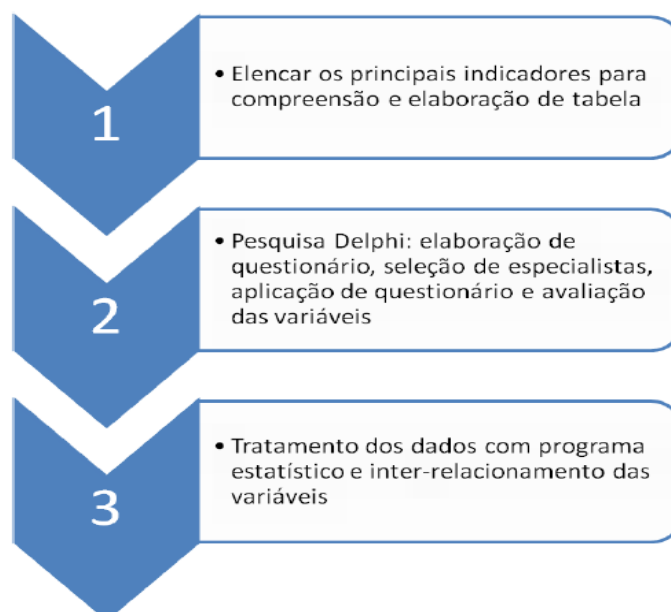 1
• Elencar os principais indicadores para
compreensão e elaboração de tabela
2
• Pesquisa Delphi: elaboração de
questionário, seleção de especialistas,
aplicação de questionário e avaliação
das variáveis
3
• Tratamento dos dados com programa
estatístico e inter-relacionamento das
variáveis